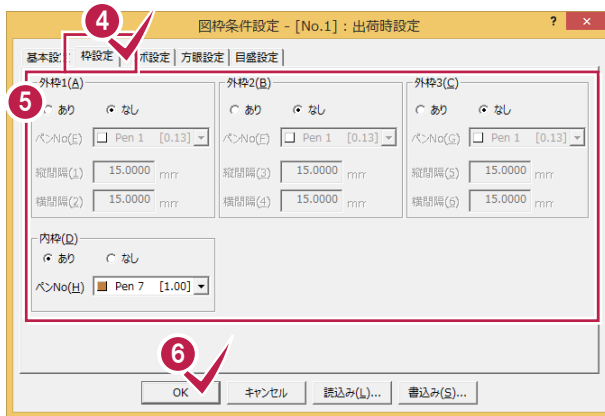 4
図枠条件設定 - [No.1] : 出荷時設定
? ×
基本設定 枠設定 ンボ設定 方眼設定 目盛設定
5
外枠1(A) 外枠2(B) 外枠3(C)
あり なし あり なし あり なし
ペンNo(E) Pen 1 [0.13] ペンNo(F) Pen 1 [0.13] ペンNo(G) Pen 1 [0.13]
縦間隔(1) 15.0000 mm 縦間隔(3) 15.0000 mm 縦間隔(5) 15.0000 mm
横間隔(2) 15.0000 mm 横間隔(4) 15.0000 mm 横間隔(6) 15.0000 mm
内枠(D)
あり なし
ペンNo(H) Pen 7 [1.00]
6
OK キャンセル 読込み(L)... 書込み(S)...